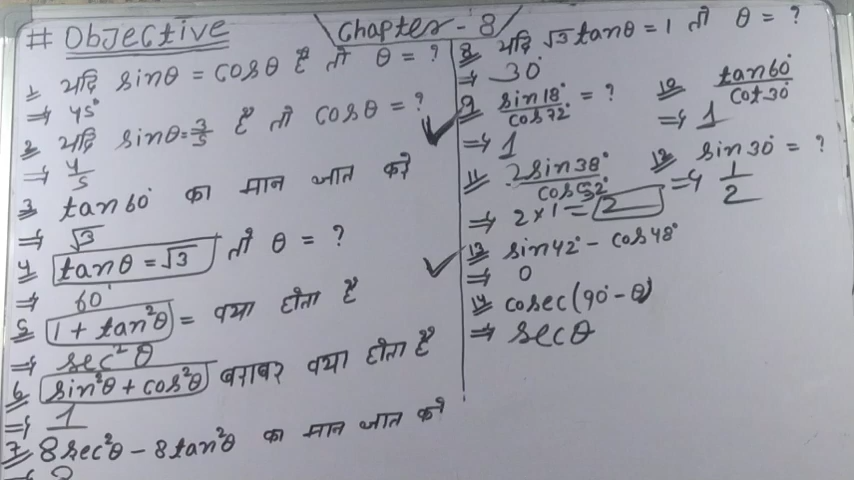 # Objective
Chapter - 8
1 यदि sinθ = cosθ है तो θ = ?
⇒ 45°
2 यदि sinθ = 3/5 है तो cosθ = ?
⇒ 4/5
3 tan60° का मान ज्ञात करे
⇒ √3
4 tanθ = √3 तो θ = ?
⇒ 60°
5 1 + tan²θ = क्या होता है
⇒ sec²θ
6 sin²θ + cos²θ बराबर क्या होता है
⇒ 1
7 8sec²θ - 8tan²θ का मान ज्ञात करे
8 यदि √3 tanθ = 1 तो θ = ?
⇒ 30°
9 sin18°/cos72° = ?
⇒ 1
10 tan60°/cot30°
⇒ 1
11 2sin38°/cos52°
⇒ 2×1 = 2
12 sin30° = ?
⇒ 1/2
13 sin42° - cos48°
⇒ 0
14 cosec(90° - θ)
⇒ secθ